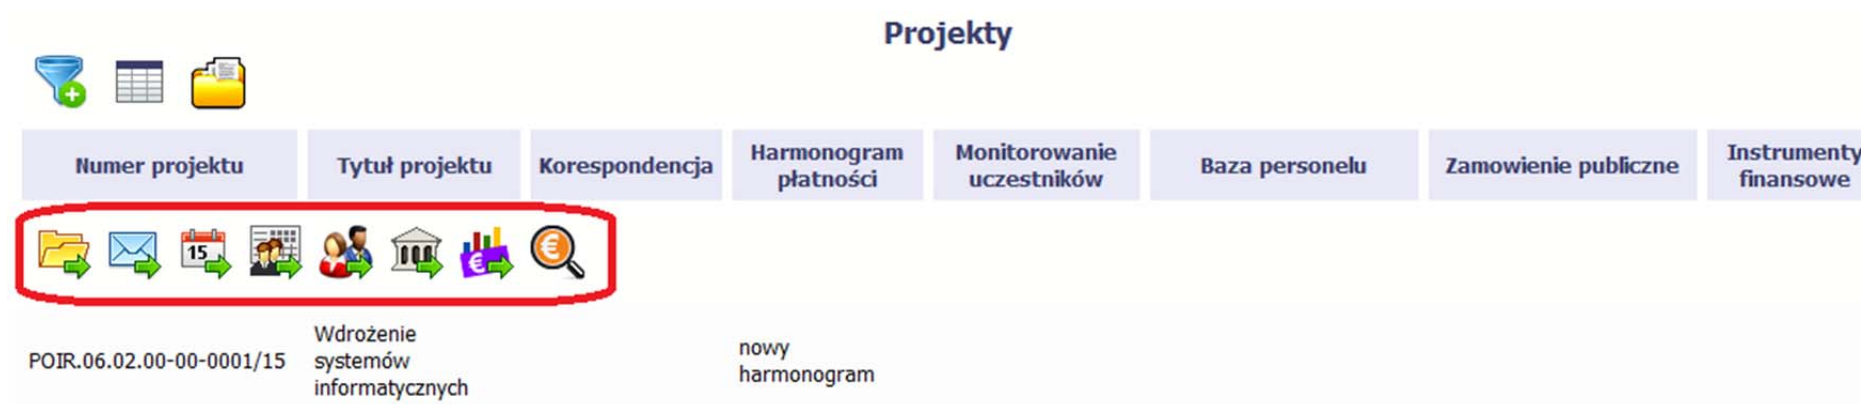 Projekty
Numer projektu
Tytuł projektu
Korespondencja
Harmonogram
płatności
Monitorowanie
uczestników
Baza personelu
Zamowienie publiczne
Instrumenty
finansowe
15
€
€
POIR.06.02.00-00-0001/15
Wdrożenie
systemów
informatycznych
nowy
harmonogram